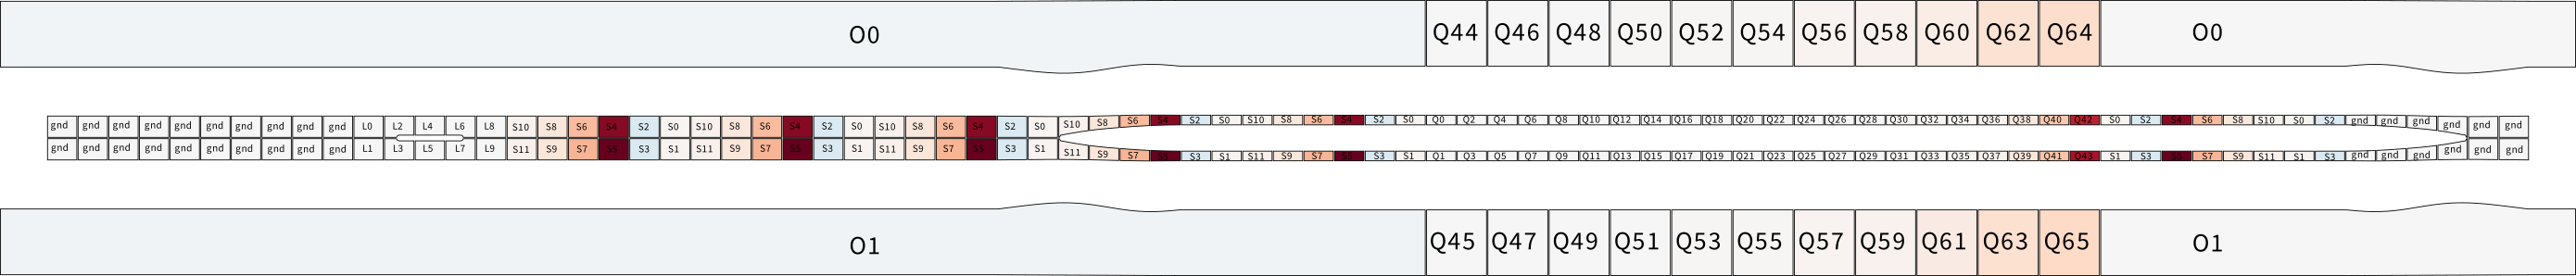 O0 Q44 Q46 Q48 Q50 Q52 Q54 Q56 Q58 Q60 Q62 Q64 O0
gnd gnd gnd gnd gnd gnd gnd gnd gnd gnd L0 L2 L4 L6 L8 S10 S8 S6 S4 S2 S0 S10 S8 S6 S4 S2 S0 S10 S8 S6 S4 S2 S0 S10 S8 S6 S4 S2 S0 S10 S8 S6 S4 S2 S0 Q0 Q2 Q4 Q6 Q8 Q10 Q12 Q14 Q16 Q18 Q20 Q22 Q24 Q26 Q28 Q30 Q32 Q34 Q36 Q38 Q40 Q42 S0 S2 S4 S6 S8 S10 S0 S2 gnd gnd gnd gnd gnd gnd
gnd gnd gnd gnd gnd gnd gnd gnd gnd gnd L1 L3 L5 L7 L9 S11 S9 S7 S5 S3 S1 S11 S9 S7 S5 S3 S1 S11 S9 S7 S5 S3 S1 S11 S9 S7 S5 S3 S1 S11 S9 S7 S5 S3 S1 Q1 Q3 Q5 Q7 Q9 Q11 Q13 Q15 Q17 Q19 Q21 Q23 Q25 Q27 Q29 Q31 Q33 Q35 Q37 Q39 Q41 Q43 S1 S3 S5 S7 S9 S11 S1 S3 gnd gnd gnd gnd gnd gnd
O1 Q45 Q47 Q49 Q51 Q53 Q55 Q57 Q59 Q61 Q63 Q65 O1